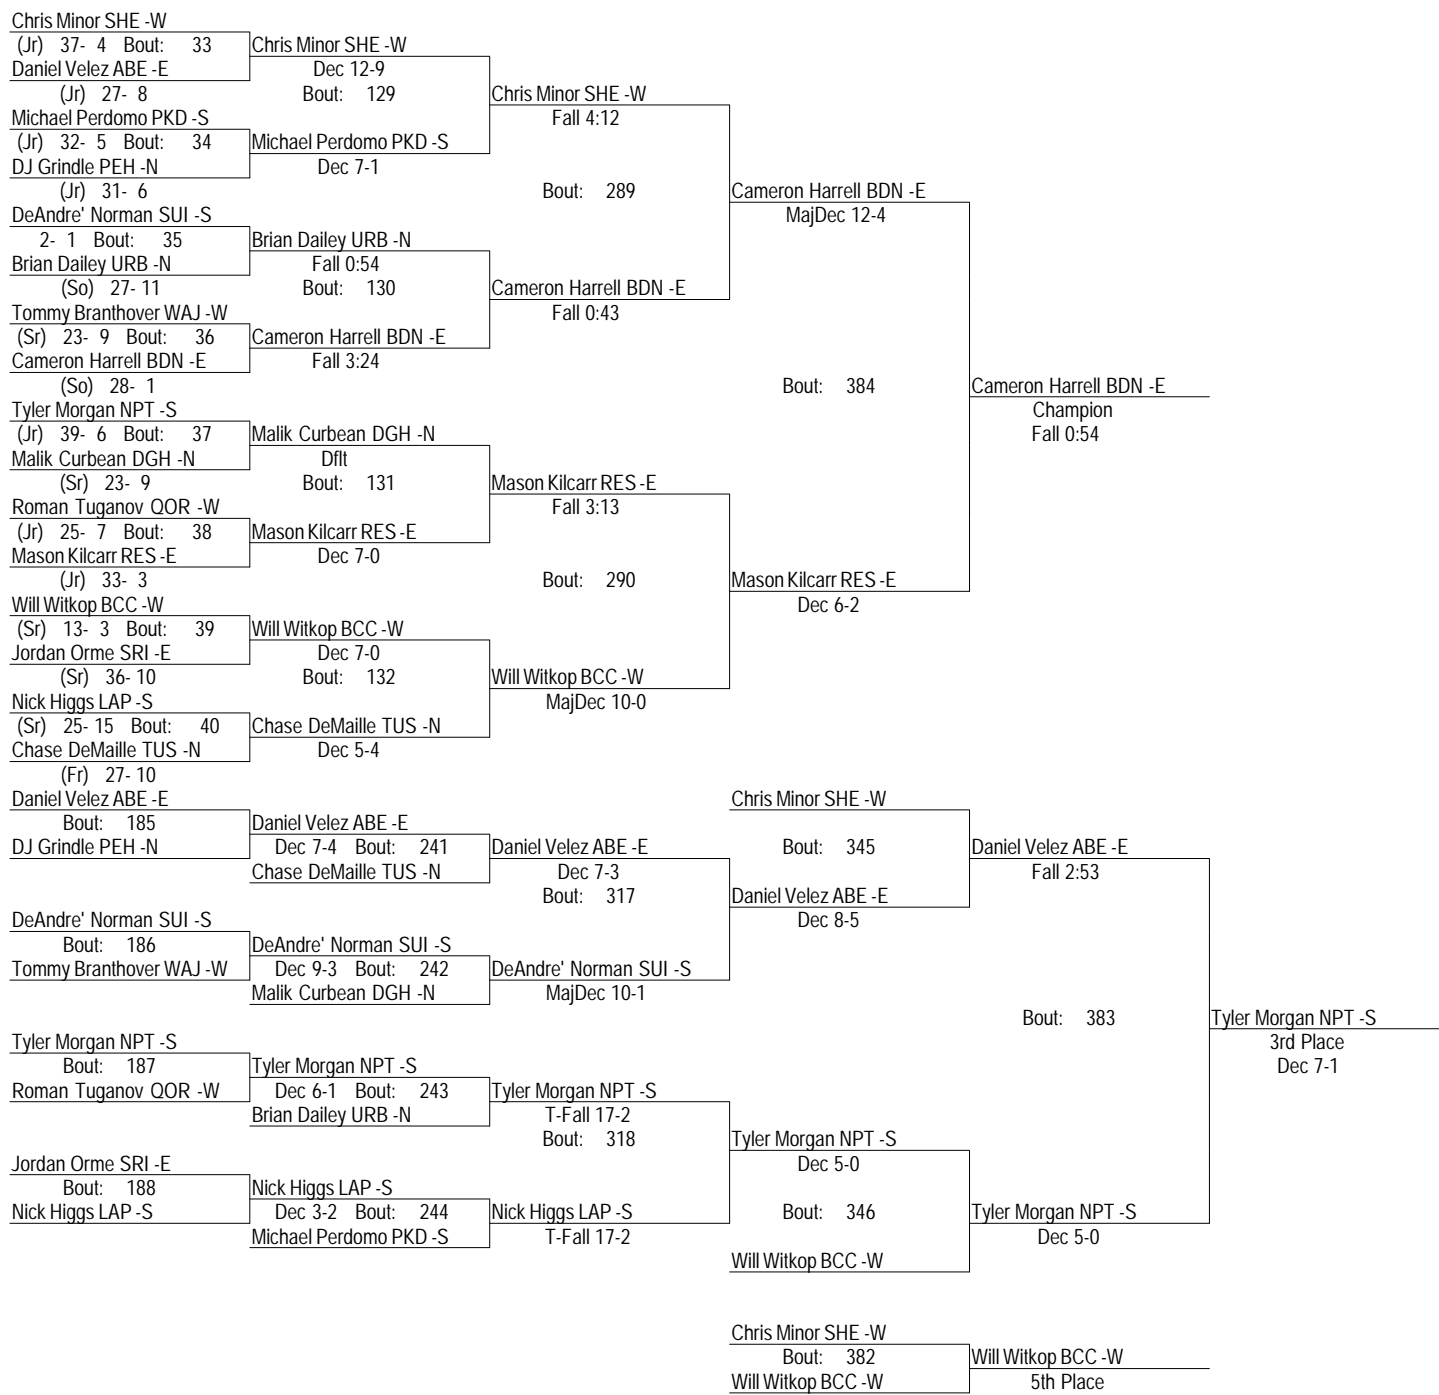 Chris Minor SHE -W
(Jr) 37- 4 Bout: 33 Chris Minor SHE -W
Daniel Velez ABE -E Dec 12-9
(Jr) 27- 8 Bout: 129 Chris Minor SHE -W
Michael Perdomo PKD -S Fall 4:12
(Jr) 32- 5 Bout: 34 Michael Perdomo PKD -S
DJ Grindle PEH -N Dec 7-1
(Jr) 31- 6 Bout: 289 Cameron Harrell BDN -E
DeAndre' Norman SUI -S MajDec 12-4
2- 1 Bout: 35 Brian Dailey URB -N
Brian Dailey URB -N Fall 0:54
(So) 27- 11 Bout: 130 Cameron Harrell BDN -E
Tommy Branthover WAJ -W Fall 0:43
(Sr) 23- 9 Bout: 36 Cameron Harrell BDN -E
Cameron Harrell BDN -E Fall 3:24
(So) 28- 1 Bout: 384 Cameron Harrell BDN -E
Tyler Morgan NPT -S Champion
(Jr) 39- 6 Bout: 37 Malik Curbean DGH -N Fall 0:54
Malik Curbean DGH -N Dflt
(Sr) 23- 9 Bout: 131 Mason Kilcarr RES -E
Roman Tuganov QOR -W Fall 3:13
(Jr) 25- 7 Bout: 38 Mason Kilcarr RES -E
Mason Kilcarr RES -E Dec 7-0
(Jr) 33- 3 Bout: 290 Mason Kilcarr RES -E
Will Witkop BCC -W Dec 6-2
(Sr) 13- 3 Bout: 39 Will Witkop BCC -W
Jordan Orme SRI -E Dec 7-0
(Sr) 36- 10 Bout: 132 Will Witkop BCC -W
Nick Higgs LAP -S MajDec 10-0
(Sr) 25- 15 Bout: 40 Chase DeMaille TUS -N
Chase DeMaille TUS -N Dec 5-4
(Fr) 27- 10
Daniel Velez ABE -E Chris Minor SHE -W
Bout: 185 Daniel Velez ABE -E
DJ Grindle PEH -N Dec 7-4 Bout: 241 Daniel Velez ABE -E Bout: 345 Daniel Velez ABE -E
Chase DeMaille TUS -N Dec 7-3 Fall 2:53
Bout: 317 Daniel Velez ABE -E
DeAndre' Norman SUI -S Dec 8-5
Bout: 186 DeAndre' Norman SUI -S
Tommy Branthover WAJ -W Dec 9-3 Bout: 242 DeAndre' Norman SUI -S
Malik Curbean DGH -N MajDec 10-1
Bout: 383 Tyler Morgan NPT -S
Tyler Morgan NPT -S 3rd Place
Bout: 187 Tyler Morgan NPT -S Dec 7-1
Roman Tuganov QOR -W Dec 6-1 Bout: 243 Tyler Morgan NPT -S
Brian Dailey URB -N T-Fall 17-2
Bout: 318 Tyler Morgan NPT -S
Jordan Orme SRI -E Dec 5-0
Bout: 188 Nick Higgs LAP -S
Nick Higgs LAP -S Dec 3-2 Bout: 244 Nick Higgs LAP -S Bout: 346 Tyler Morgan NPT -S
Michael Perdomo PKD -S T-Fall 17-2 Dec 5-0
Will Witkop BCC -W
Chris Minor SHE -W
Bout: 382 Will Witkop BCC -W
Will Witkop BCC -W 5th Place